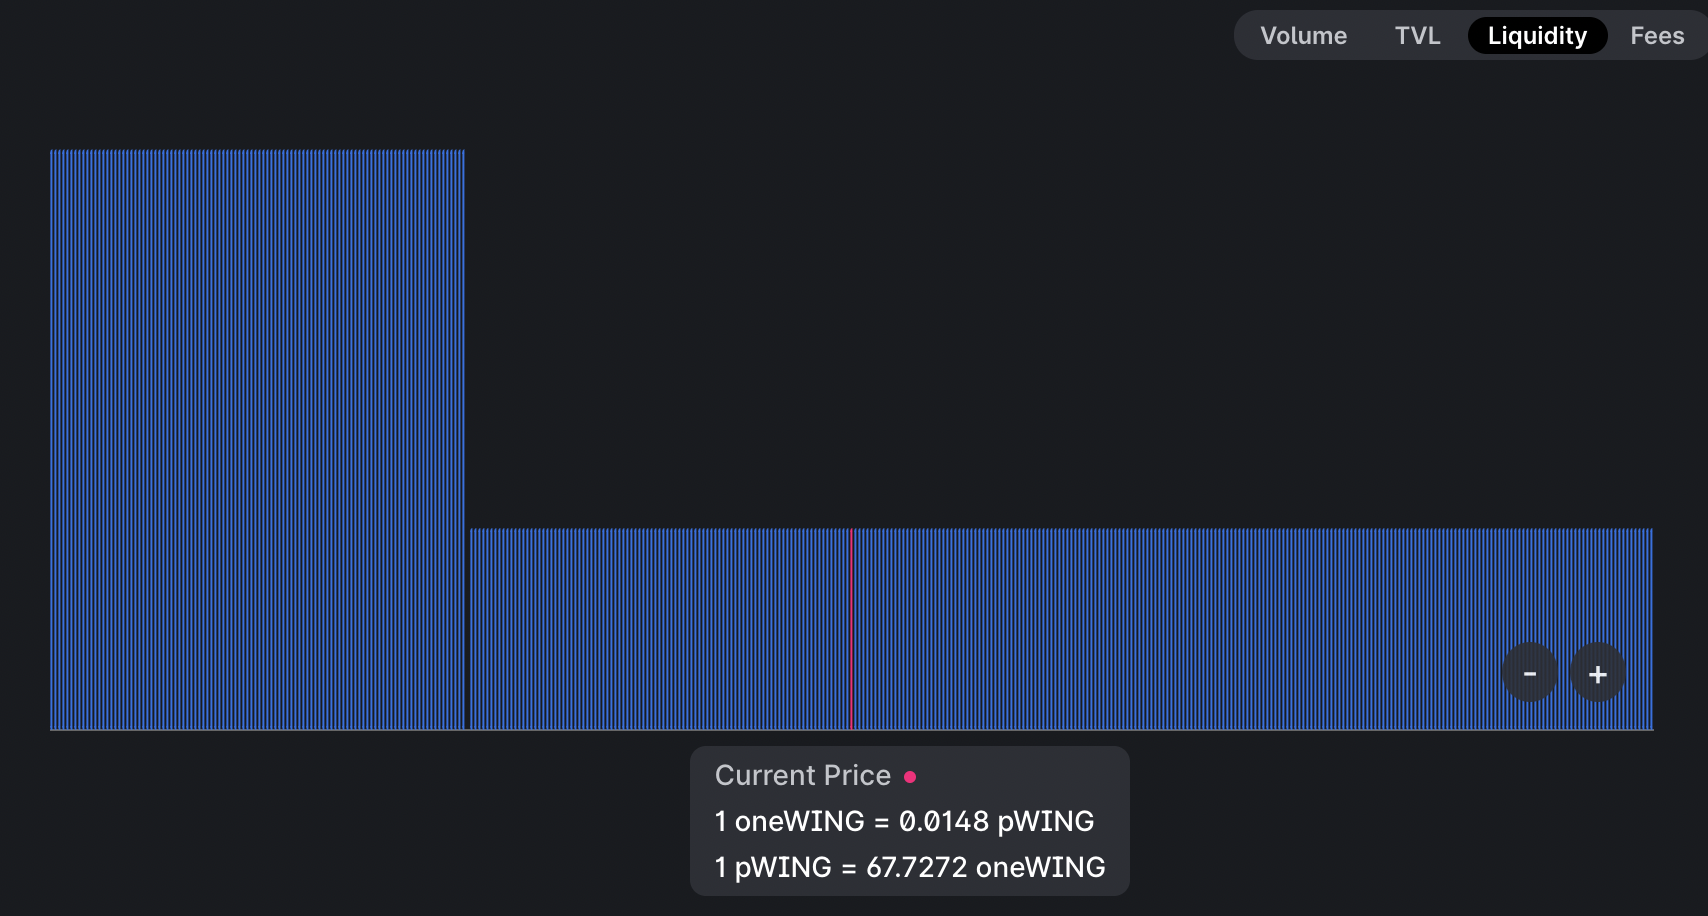 Volume TVL Liquidity Fees
- +
Current Price
1 oneWING = 0.0148 pWING
1 pWING = 67.7272 oneWING